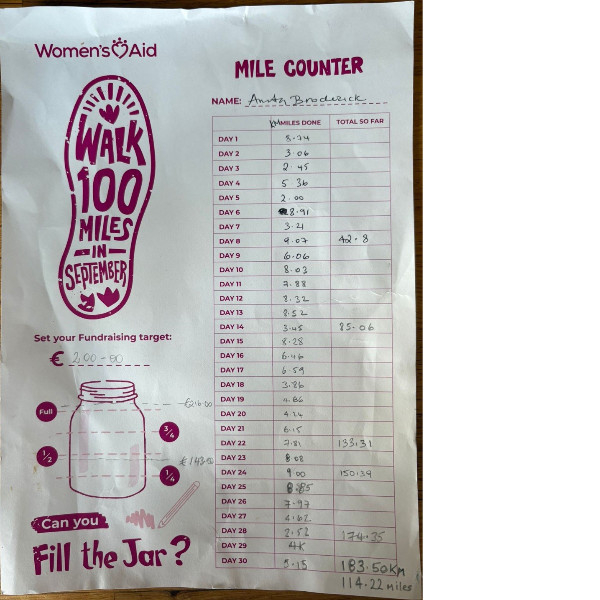 Women's Aid
WALK
100
MILES
IN
SEPTEMBER
Set your Fundraising target:
€ 200-00
Full
€216.00
3/4
1/2
€143.00
1/4
Can you
Fill the Jar?
MILE COUNTER
NAME: Anita Broderick
KM MILES DONE TOTAL SO FAR
DAY 1 8.74
DAY 2 3.06
DAY 3 2.45
DAY 4 5.36
DAY 5 2.00
DAY 6 8.91
DAY 7 3.21
DAY 8 9.07 42.8
DAY 9 6.06
DAY 10 8.03
DAY 11 7.88
DAY 12 8.32
DAY 13 8.52
DAY 14 3.45 85.06
DAY 15 8.28
DAY 16 6.46
DAY 17 6.59
DAY 18 3.86
DAY 19 4.86
DAY 20 4.24
DAY 21 6.15
DAY 22 7.81 133.31
DAY 23 8.08
DAY 24 9.00 150.39
DAY 25
DAY 26 7.97
DAY 27 4.62
DAY 28 2.52 174.35
DAY 29 4K
DAY 30 5.15 183.50KM
114.22 miles